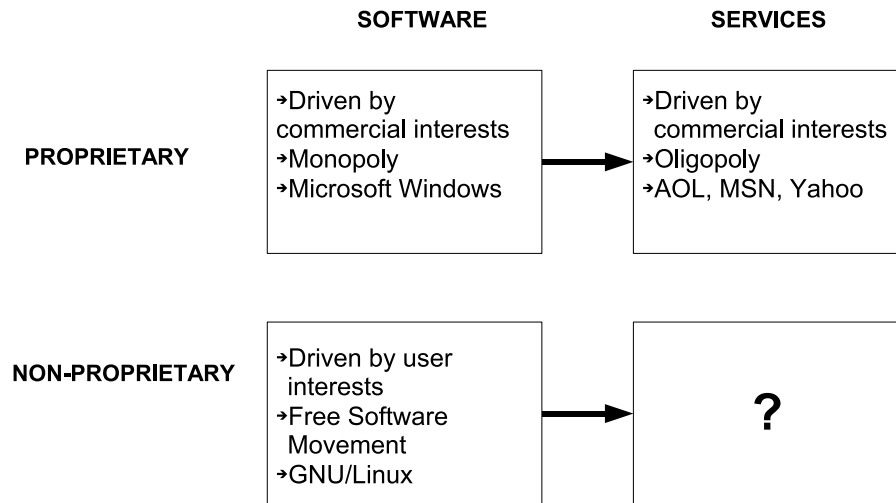 SOFTWARE
SERVICES
PROPRIETARY
➔Driven by
commercial interests
➔Monopoly
➔Microsoft Windows
➔Driven by
commercial interests
➔Oligopoly
➔AOL, MSN, Yahoo
NON-PROPRIETARY
➔Driven by user
interests
➔Free Software
Movement
➔GNU/Linux
?